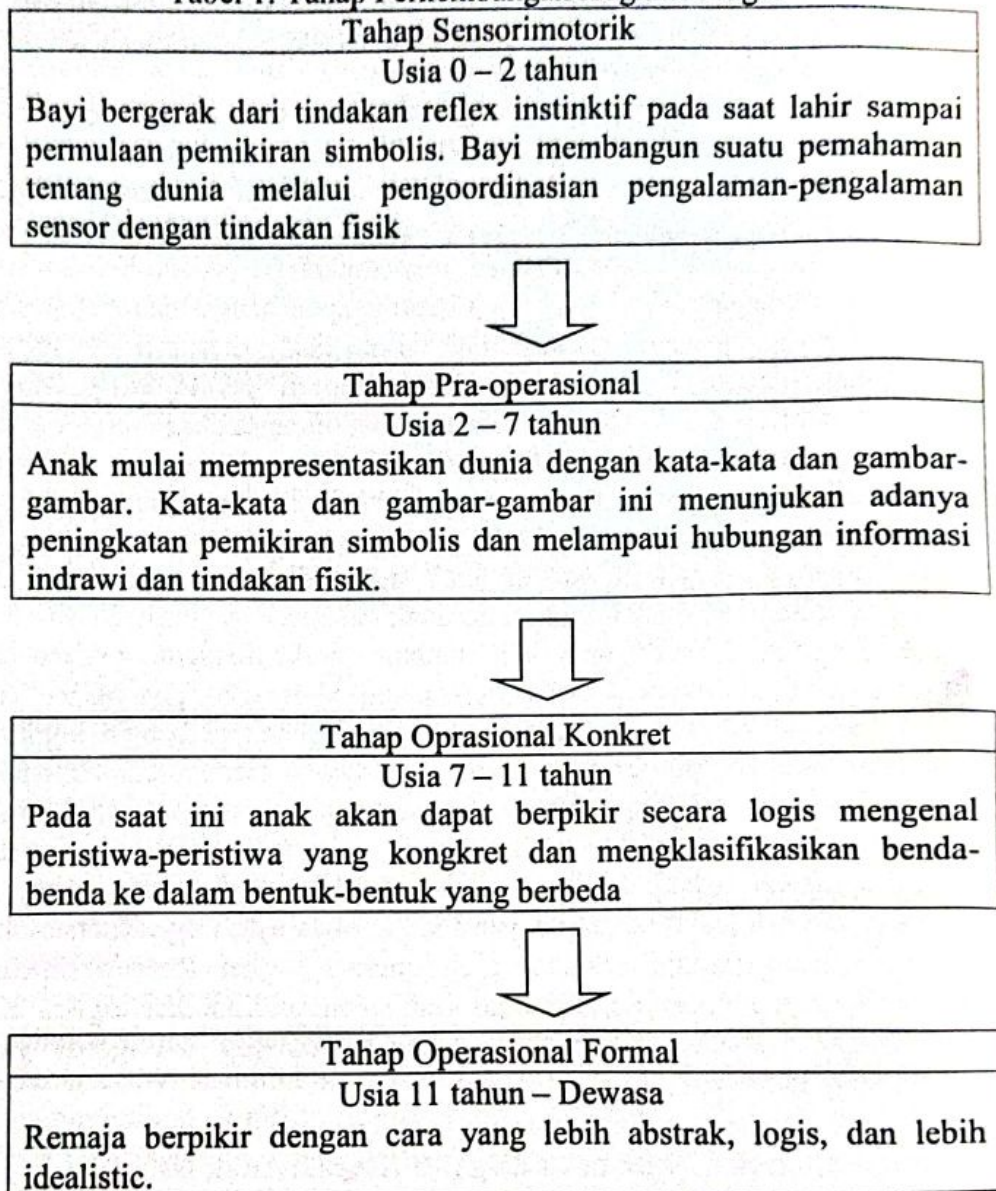 Tahap Sensorimotorik
Usia 0 – 2 tahun
Bayi bergerak dari tindakan reflex instinktif pada saat lahir sampai
permulaan pemikiran simbolis. Bayi membangun suatu pemahaman
tentang dunia melalui pengoordinasian pengalaman-pengalaman
sensor dengan tindakan fisik
Tahap Pra-operasional
Usia 2 – 7 tahun
Anak mulai mempresentasikan dunia dengan kata-kata dan gambar-
gambar. Kata-kata dan gambar-gambar ini menunjukan adanya
peningkatan pemikiran simbolis dan melampaui hubungan informasi
indrawi dan tindakan fisik.
Tahap Oprasional Konkret
Usia 7 – 11 tahun
Pada saat ini anak akan dapat berpikir secara logis mengenal
peristiwa-peristiwa yang kongkret dan mengklasifikasikan benda-
benda ke dalam bentuk-bentuk yang berbeda
Tahap Operasional Formal
Usia 11 tahun – Dewasa
Remaja berpikir dengan cara yang lebih abstrak, logis, dan lebih
idealistic.